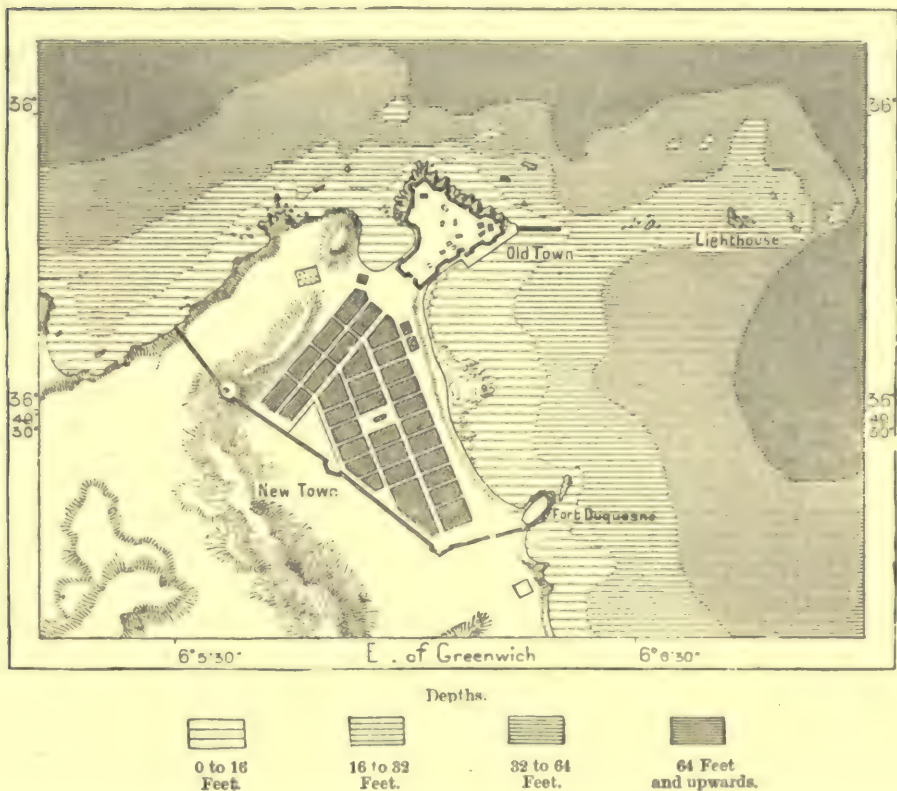 36°
36°
Old Town
Lighthouse
36°
36°
30"
30"
New Town
Fort Duquesne
6°5'30"
E. of Greenwich
6°6'30"
Depths.
0 to 16
Feet.
16 to 32
Feet.
32 to 64
Feet.
64 Feet
and upwards.